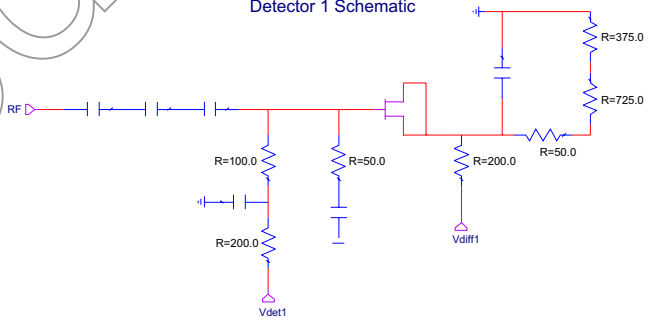 Detector 1 Schematic
R=375.0
RF
R=725.0
R=100.0
R=50.0
R=200.0
R=50.0
R=200.0
Vdiff1
Vdet1